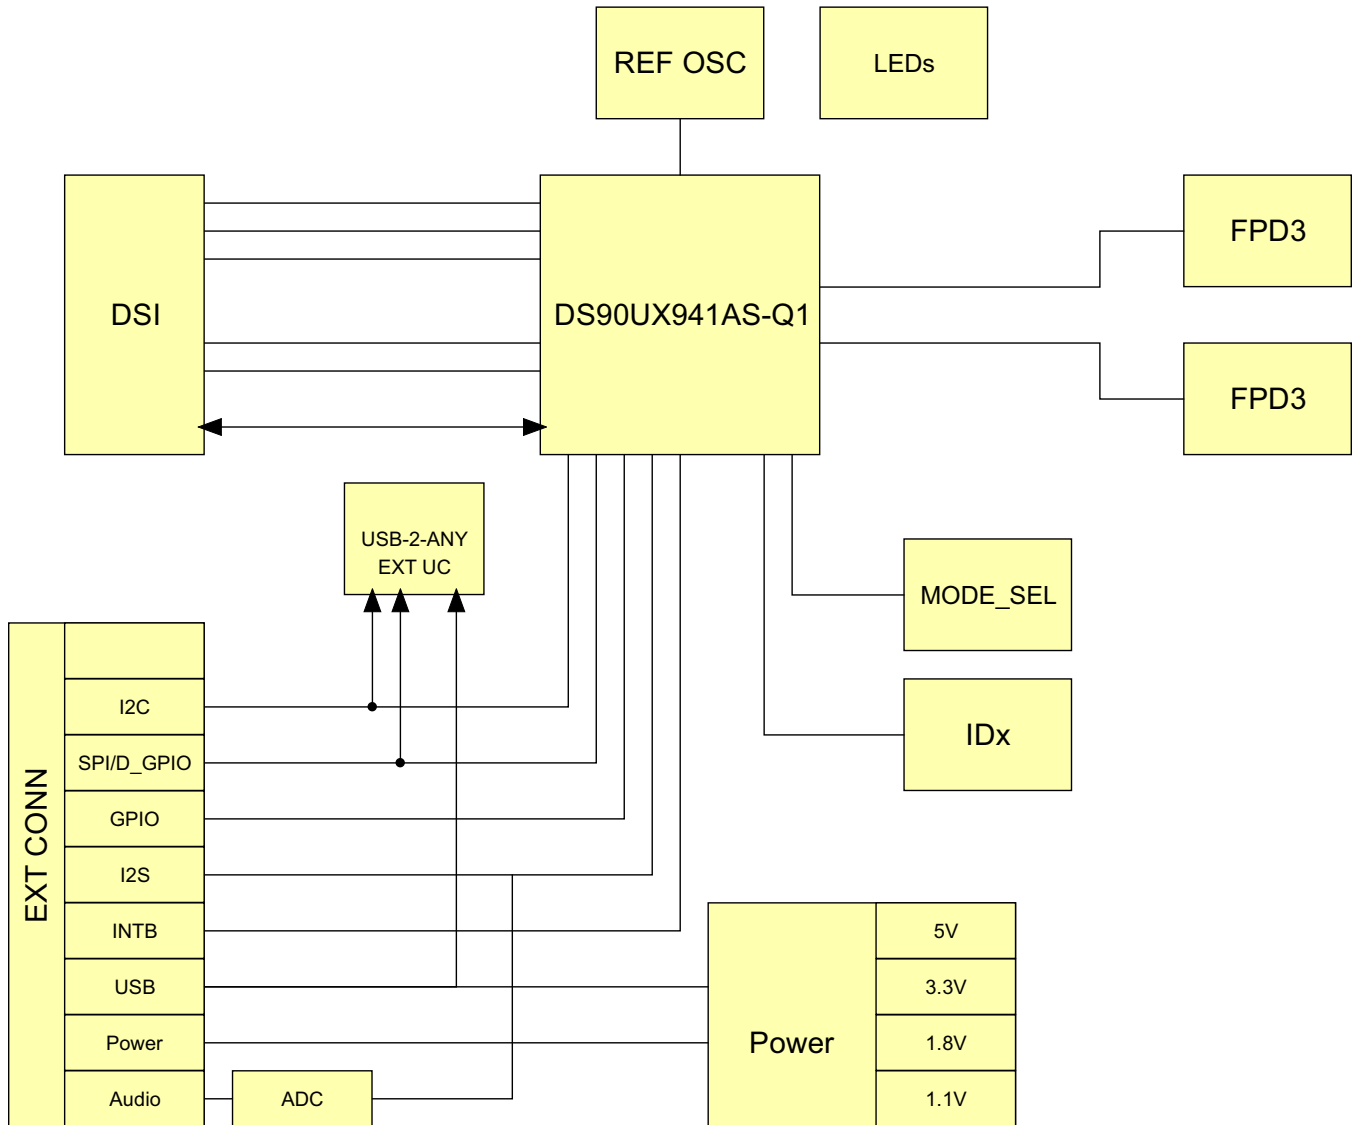 REF OSC
LEDs
DSI
DS90UX941AS-Q1
FPD3
FPD3
USB-2-ANY
EXT UC
MODE_SEL
IDx
EXT CONN
I2C
SPI/D_GPIO
GPIO
I2S
INTB
USB
Power
Audio
ADC
Power
5V
3.3V
1.8V
1.1V